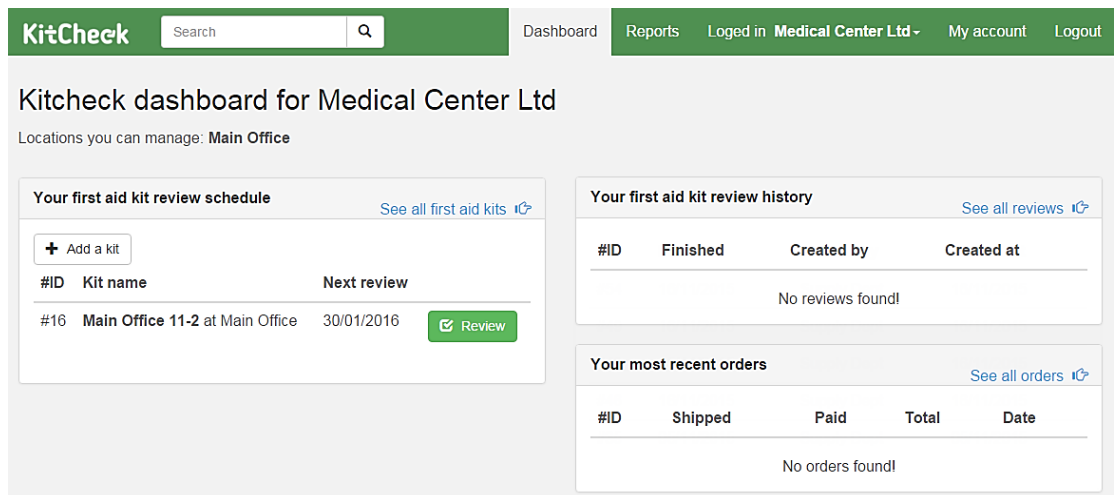 KitCheck Search Dashboard Reports Loged in Medical Center Ltd My account Logout
Kitcheck dashboard for Medical Center Ltd
Locations you can manage: Main Office
Your first aid kit review schedule
See all first aid kits
Add a kit
#ID Kit name Next review
#16 Main Office 11-2 at Main Office 30/01/2016 Review
Your first aid kit review history
See all reviews
#ID Finished Created by Created at
No reviews found!
Your most recent orders
See all orders
#ID Shipped Paid Total Date
No orders found!